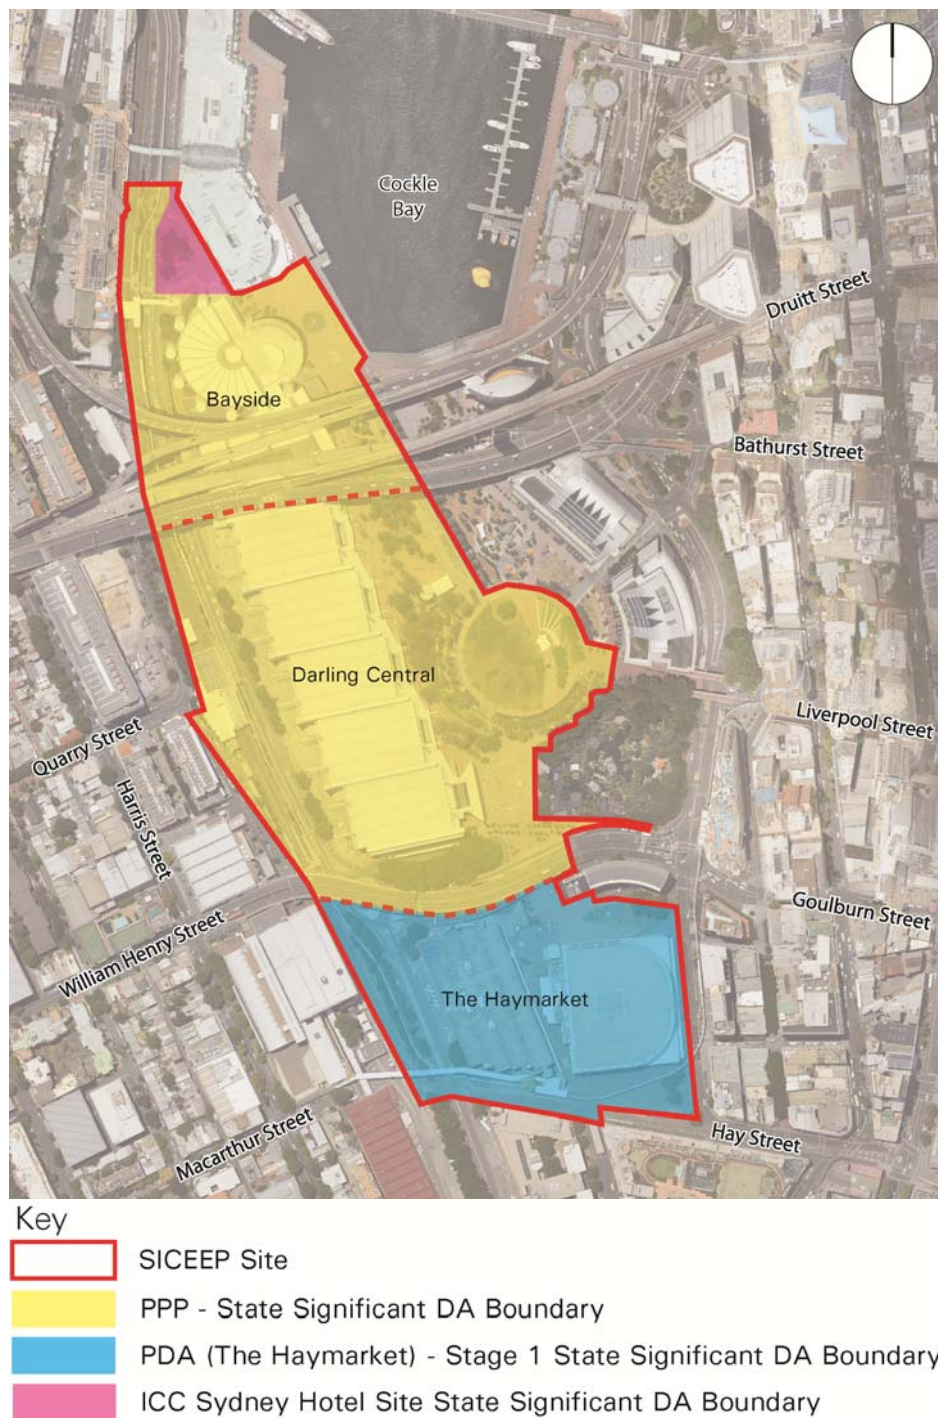 Cockle
Bay
Druitt Street
Bayside
Bathurst Street
Darling Central
Liverpool Street
Quarry Street
Harris Street
Goulburn Street
William Henry Street
The Haymarket
Hay Street
Macarthur Street
Key
SICEEP Site
PPP - State Significant DA Boundary
PDA (The Haymarket) - Stage 1 State Significant DA Boundary
ICC Sydney Hotel Site State Significant DA Boundary